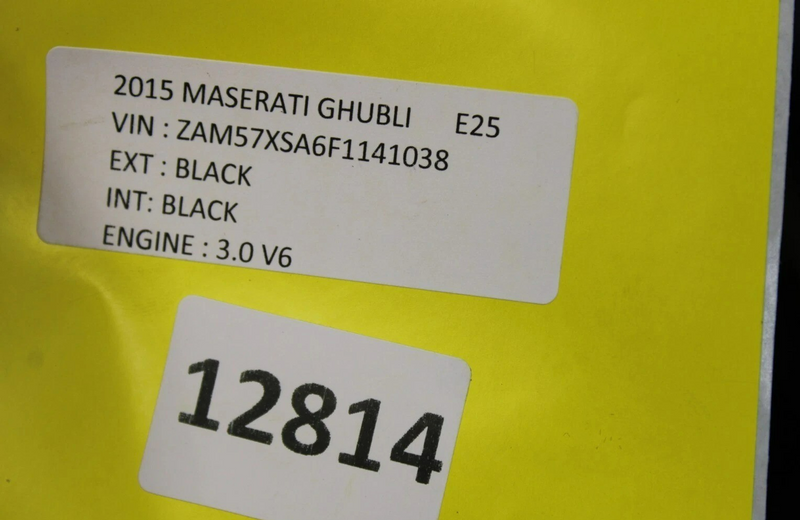 2015 MASERATI GHUBLI E25
VIN : ZAM57XSA6F1141038
EXT : BLACK
INT: BLACK
ENGINE : 3.0 V6
12814